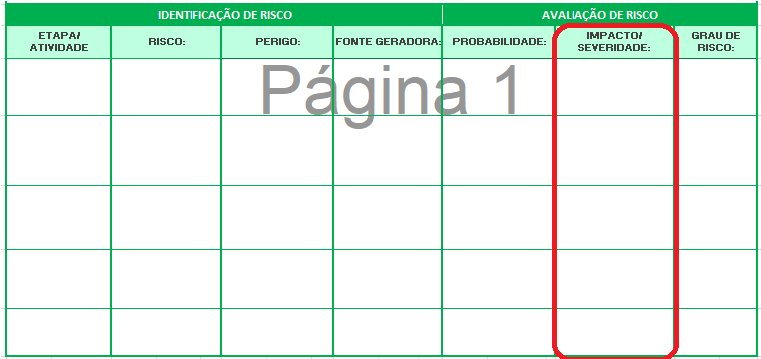 IDENTIFICAÇÃO DE RISCO
AVALIAÇÃO DE RISCO
ETAPA/
ATIVIDADE
RISCO:
PERIGO:
FONTE GERADORA:
PROBABILIDADE:
IMPACTO/
SEVERIDADE:
GRAU DE
RISCO:
Página 1